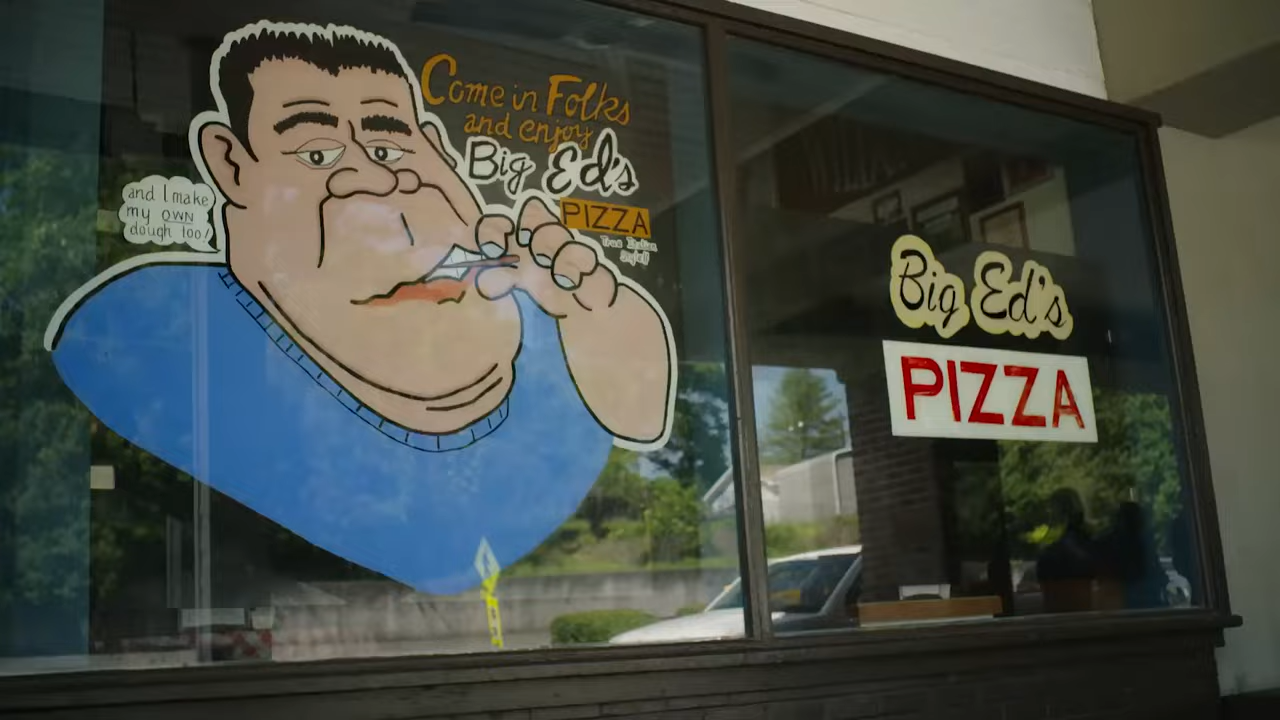 Come in Folks
and enjoy
Big Ed's
PIZZA
and I make
my OWN
dough too!
Big Ed's
PIZZA